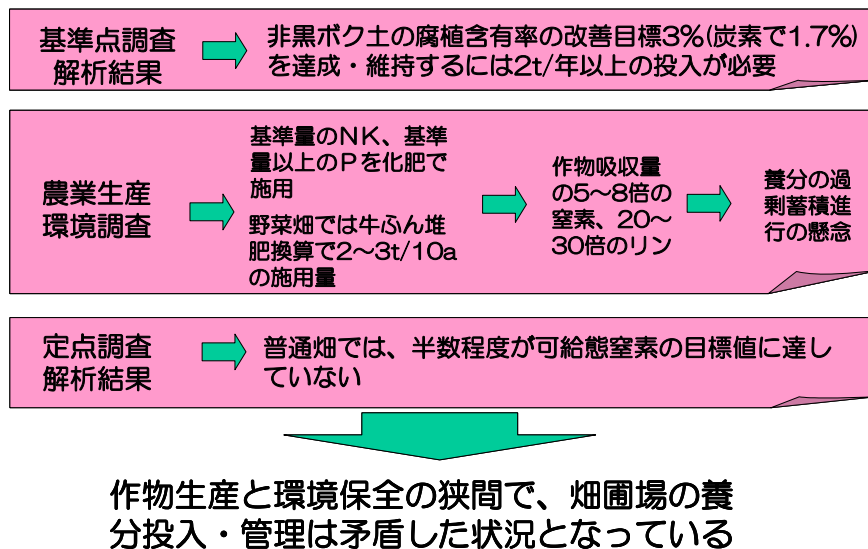 基準点調査
解析結果
非黒ボク土の腐植含有率の改善目標3%(炭素で1.7%)
を達成・維持するには2t/年以上の投入が必要
農業生産
環境調査
基準量のＮＫ、基準
量以上のＰを化肥で
施用
野菜畑では牛ふん堆
肥換算で2～3t/10a
の施用量
作物吸収量
の5～8倍の
窒素、20～
30倍のリン
養分の過
剰蓄積進
行の懸念
定点調査
解析結果
普通畑では、半数程度が可給態窒素の目標値に達し
ていない
作物生産と環境保全の狭間で、畑圃場の養
分投入・管理は矛盾した状況となっている